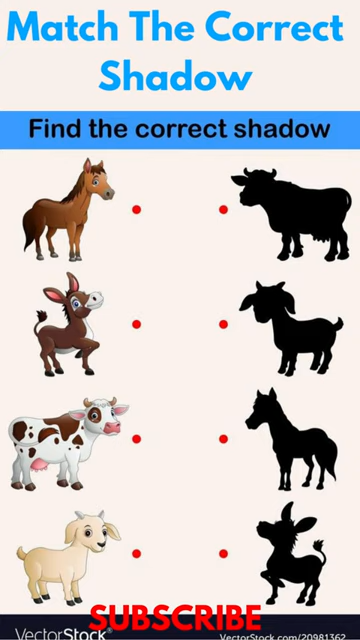 Match The Correct
Shadow
Find the correct shadow
VectorStock®
VectorStock.com/20981362
SUBSCRIBE